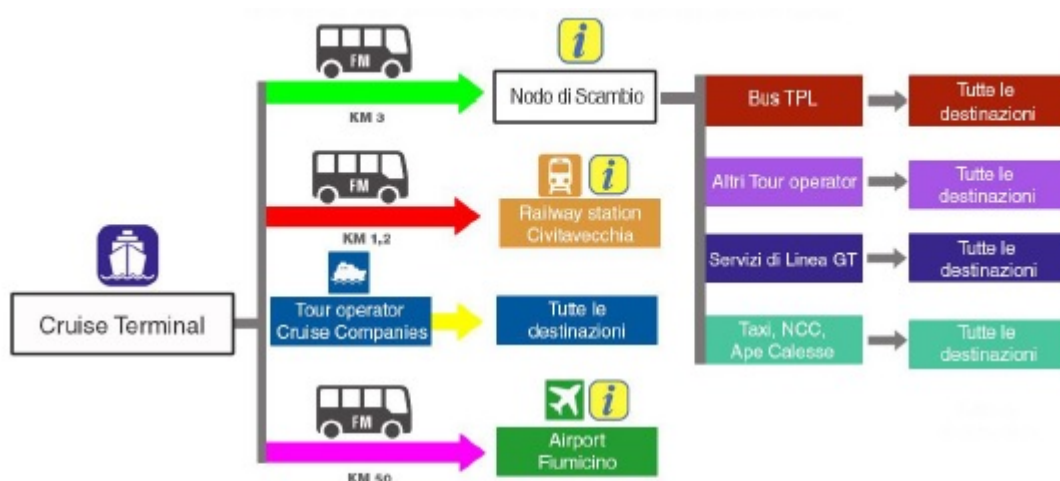 FM
i
KM 3
Nodo di Scambio
Bus TPL
Tutte le
destinazioni
FM
i
KM 1,2
Railway station
Civitavecchia
Altri Tour operator
Tutte le
destinazioni
Servizi di Linea GT
Tutte le
destinazioni
Cruise Terminal
Tour operator
Cruise Companies
Tutte le
destinazioni
Taxi, NCC,
Ape Calesse
Tutte le
destinazioni
FM
i
KM 50
Airport
Fiumicino